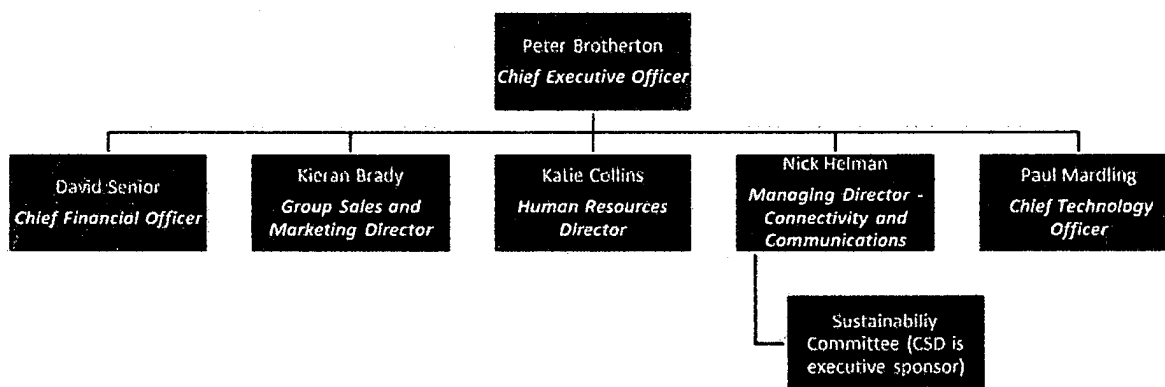 Peter Brotherton
Chief Executive Officer
David Senior
Chief Financial Officer
Kieran Brady
Group Sales and
Marketing Director
Katie Collins
Human Resources
Director
Nick Helman
Managing Director -
Connectivity and
Communications
Paul Mardling
Chief Technology
Officer
Sustainabiliy
Committee (CSD is
executive sponsor)